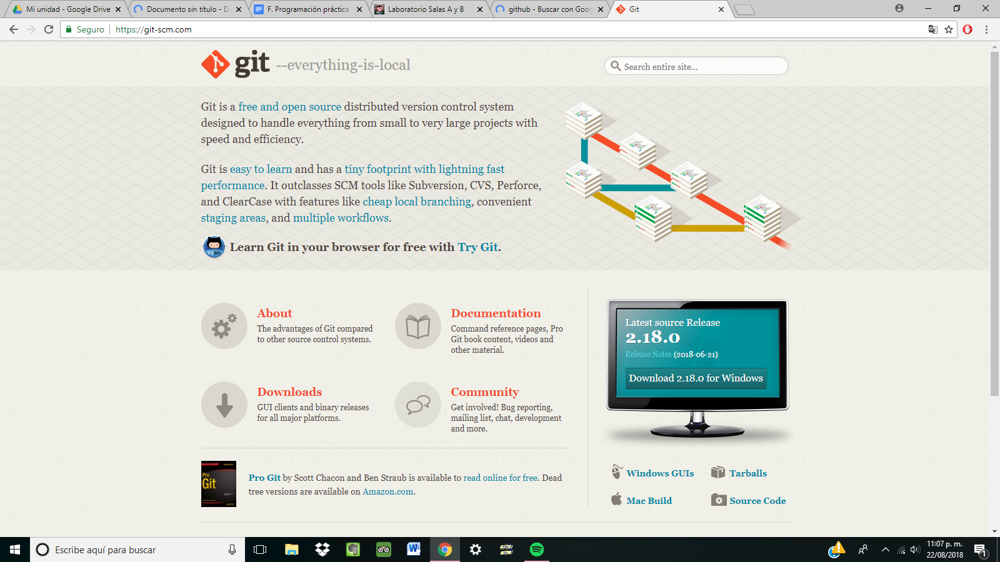 Mi unidad - Google Drive
Documento sin título - D
F. Programación práctica
Laboratorio Salas A y B
github - Buscar con Goog
Git
Seguro
https://git-scm.com
git --everything-is-local
Search entire site...
Git is a free and open source distributed version control system
designed to handle everything from small to very large projects with
speed and efficiency.
Git is easy to learn and has a tiny footprint with lightning fast
performance. It outclasses SCM tools like Subversion, CVS, Perforce,
and ClearCase with features like cheap local branching, convenient
staging areas, and multiple workflows.
Learn Git in your browser for free with Try Git.
About
The advantages of Git compared
to other source control systems.
Documentation
Command reference pages, Pro
Git book content, videos and
other material.
Downloads
GUI clients and binary releases
for all major platforms.
Community
Get involved! Bug reporting,
mailing list, chat, development
and more.
Latest source Release
2.18.0
Release Notes (2018-06-21)
Download 2.18.0 for Windows
Pro
Git
Pro Git by Scott Chacon and Ben Straub is available to read online for free. Dead
tree versions are available on Amazon.com.
Windows GUIs
Tarballs
Mac Build
Source Code
Escribe aquí para buscar
11:07 p. m.
22/08/2018
1